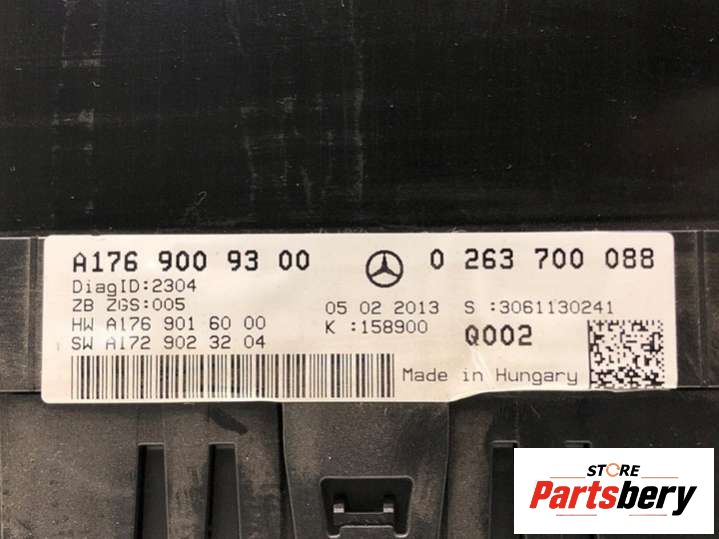 A176 900 93 00 0 263 700 088
DiagID:2304
ZB ZGS:005 05 02 2013 S :3061130241
HW A176 901 60 00 K :158900 Q002
SW A172 902 32 04
Made in Hungary
STORE
Partsbery